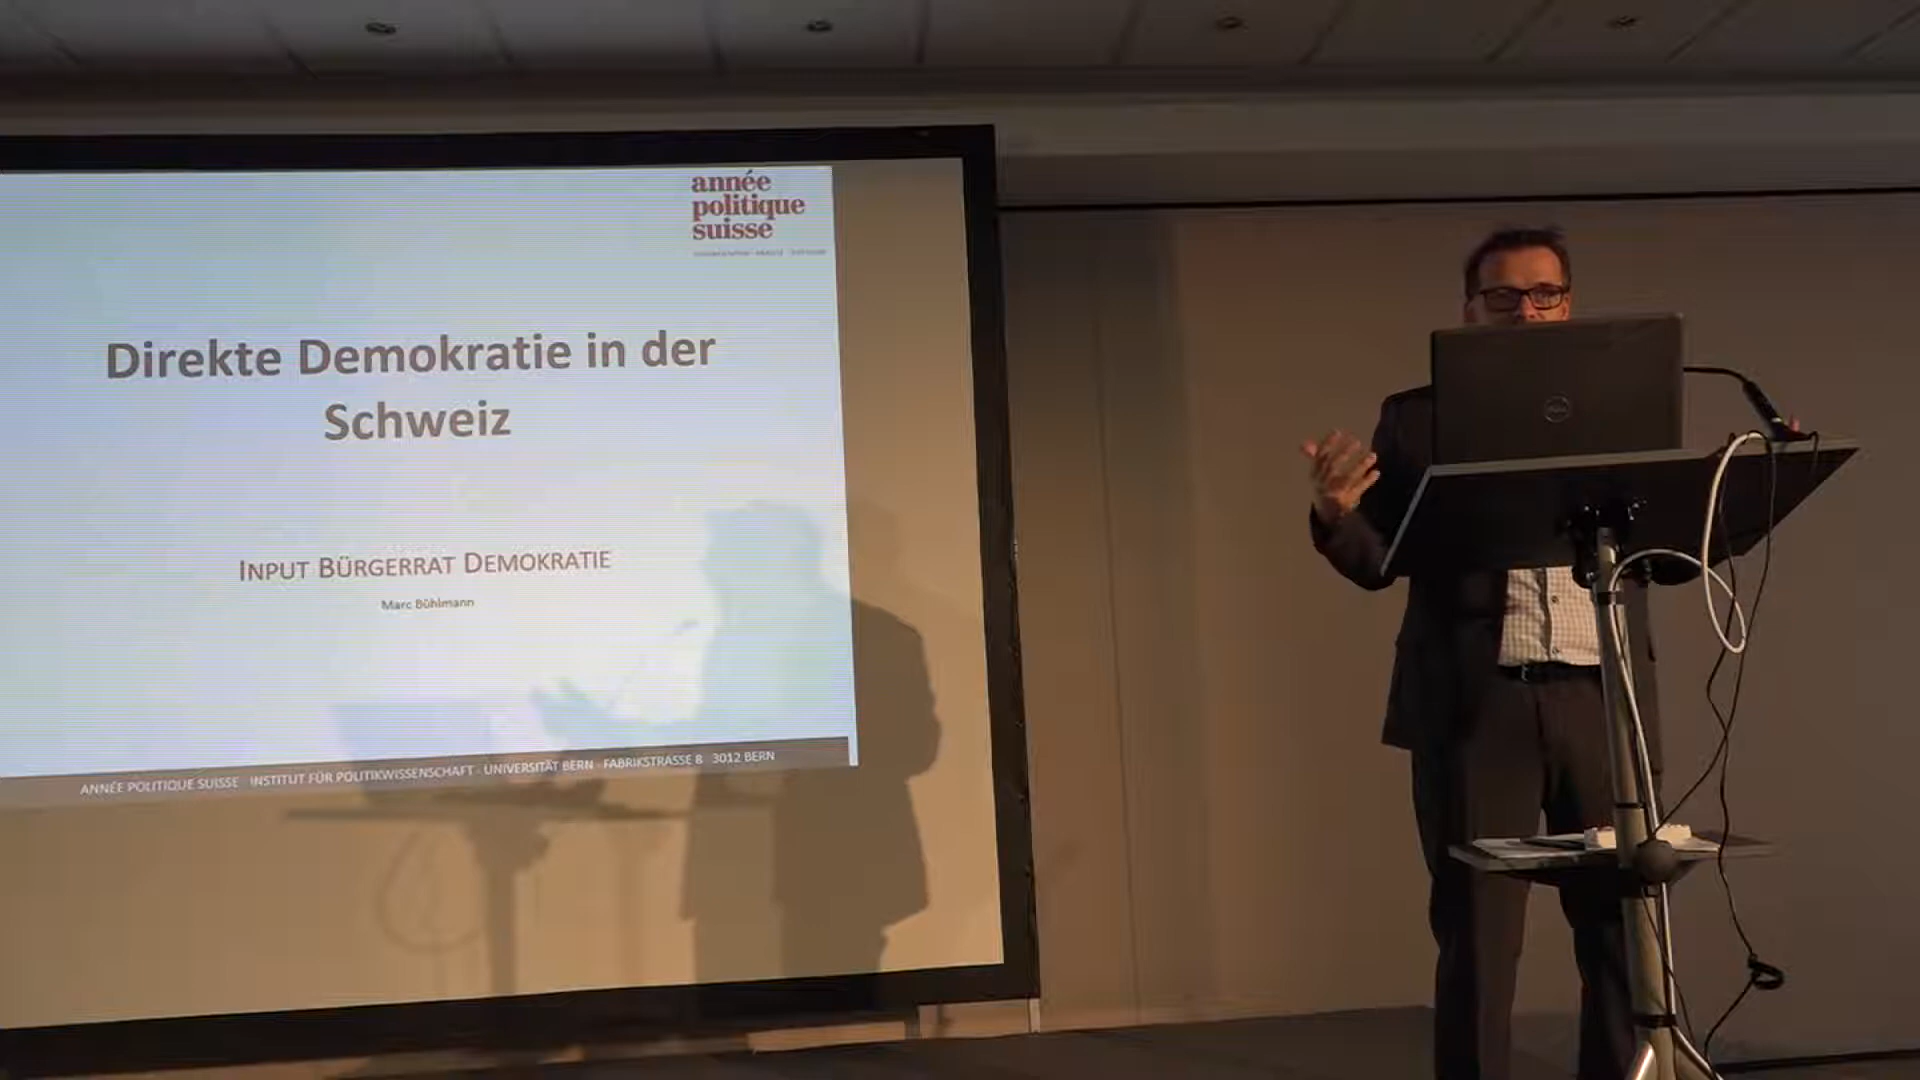 année
politique
suisse
Direkte Demokratie in der
Schweiz
INPUT BÜRGERRAT DEMOKRATIE
Marc Bühlmann
ANNÉE POLITIQUE SUISSE · INSTITUT FÜR POLITIKWISSENSCHAFT · UNIVERSITÄT BERN · FABRIKSTRASSE 8 · 3012 BERN
DELL